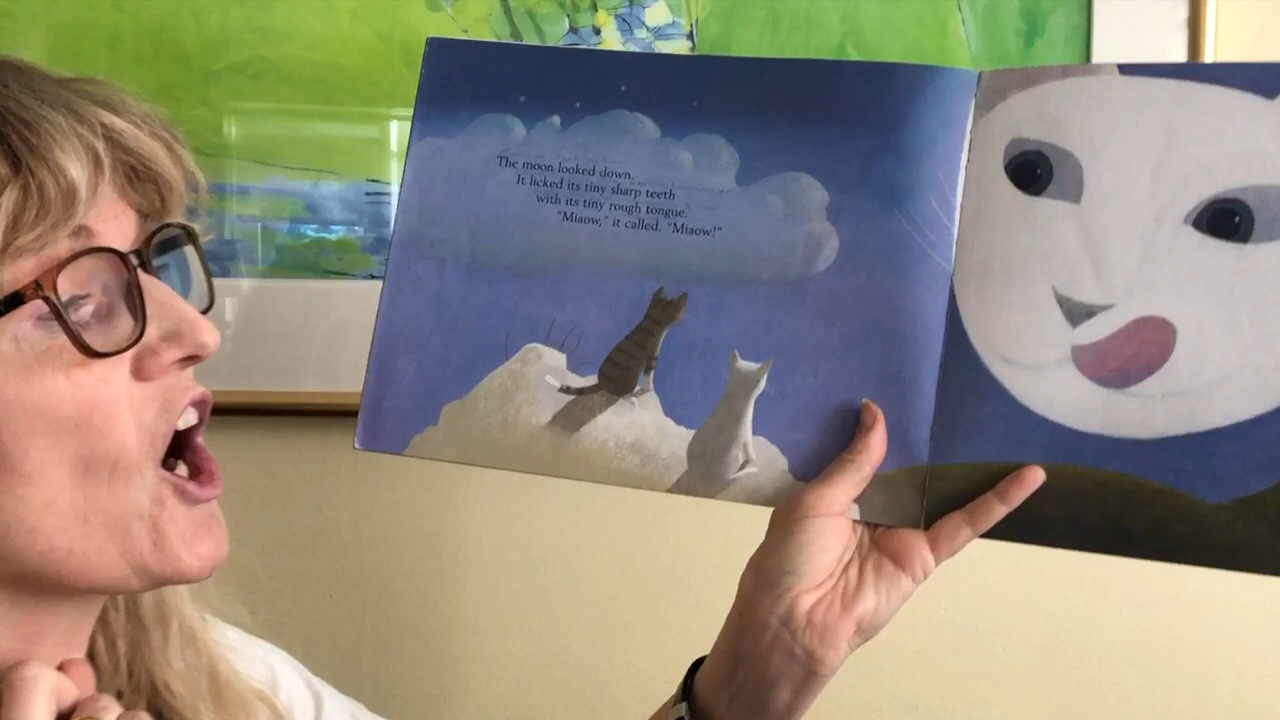 The moon looked down,
It licked its tiny sharp teeth
with its tiny rough tongue.
"Miaow," it called, "Miaow!"